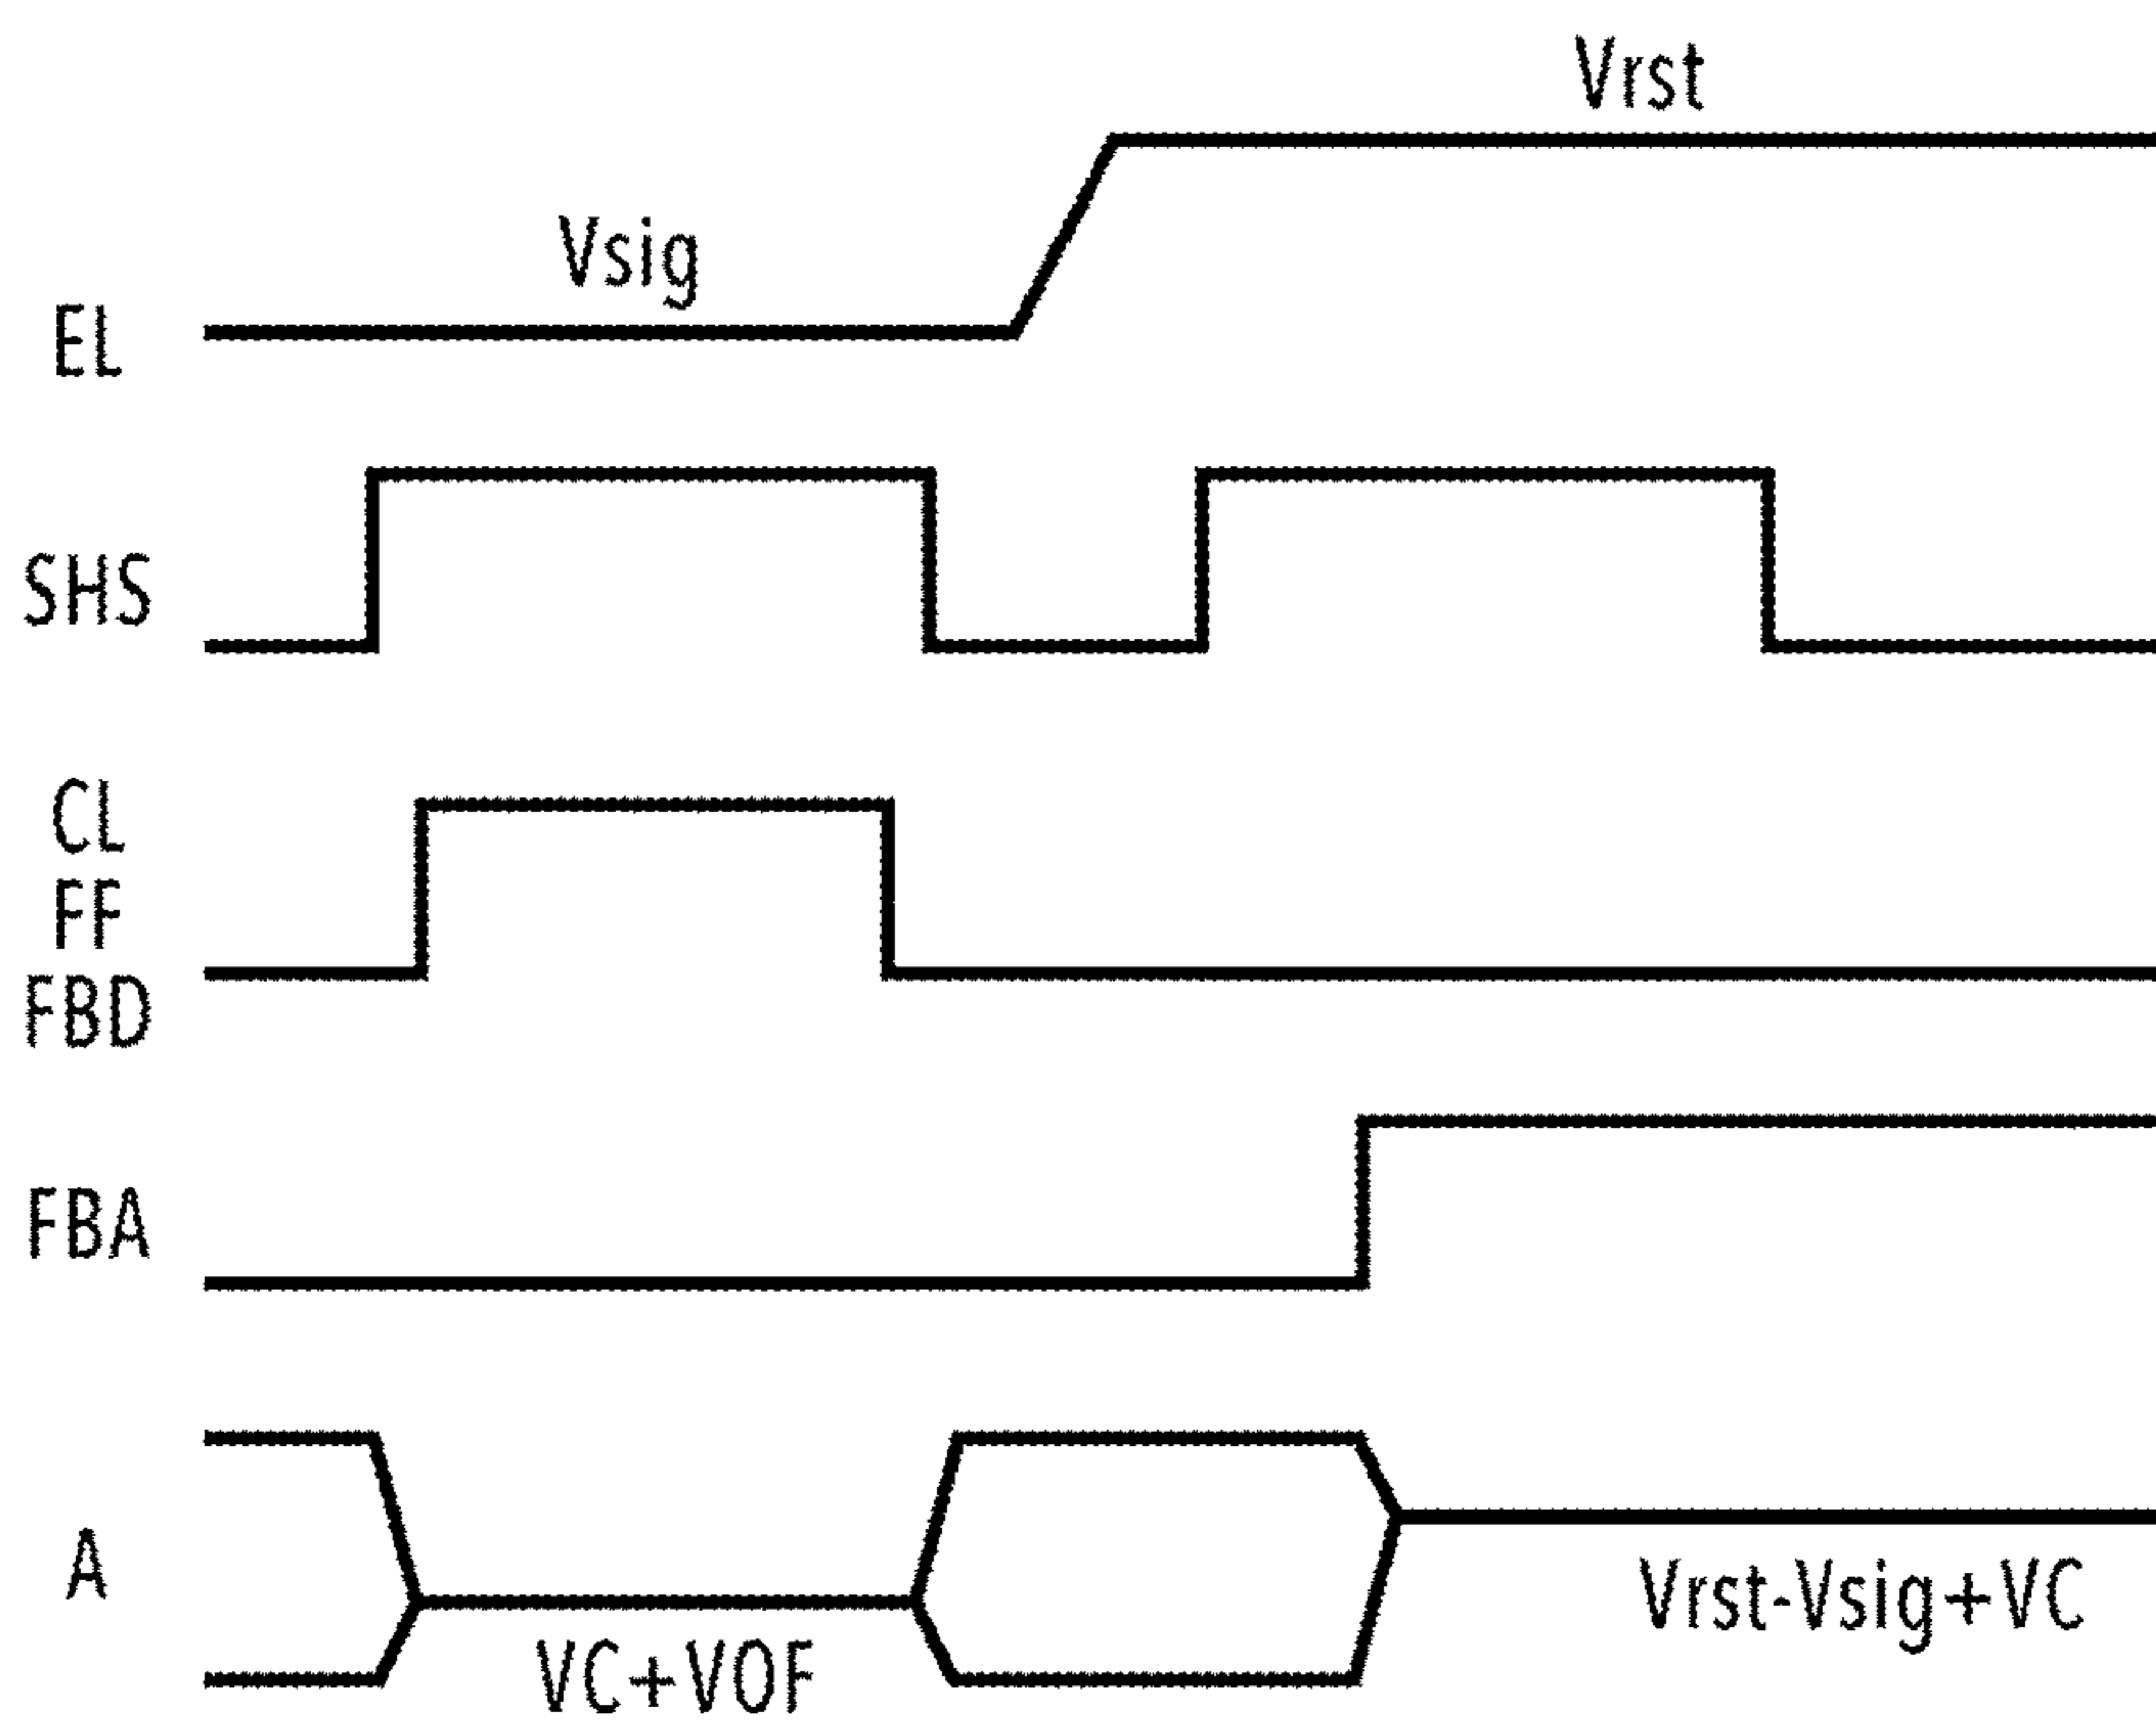 Vrst
Vsig
EL
SHS
CL
FF
FBD
FBA
A
Vrst-Vsig+VC
VC+VOF